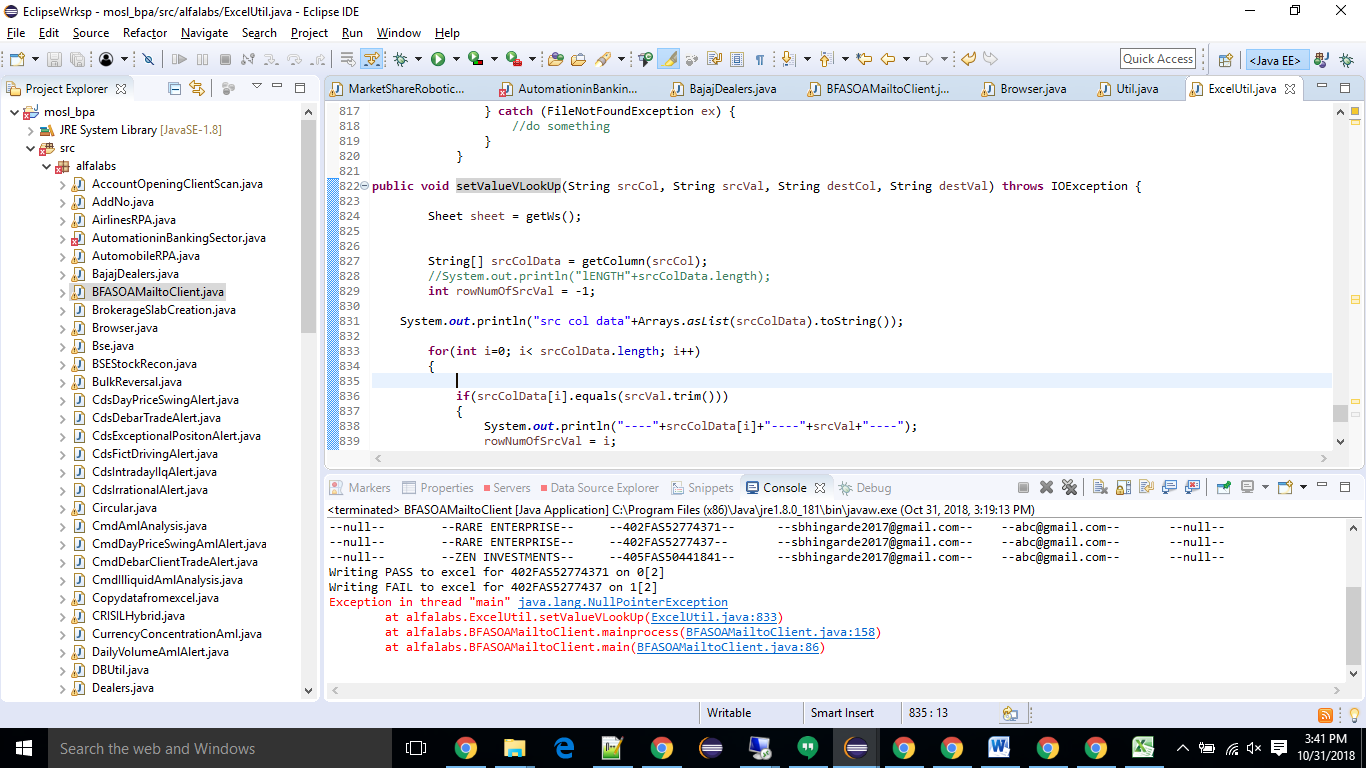 EclipseWrksp - mosl_bpa/src/alfalabs/ExcelUtil.java - Eclipse IDE
File Edit Source Refactor Navigate Search Project Run Window Help
Quick Access <Java EE>
Project Explorer
mosl_bpa
JRE System Library [JavaSE-1.8]
src
alfalabs
AccountOpeningClientScan.java
AddNo.java
AirlinesRPA.java
AutomationinBankingSector.java
AutomobileRPA.java
BajajDealers.java
BFASOAMailtoClient.java
BrokerageSlabCreation.java
Browser.java
Bse.java
BSEStockRecon.java
BulkReversal.java
CdsDayPriceSwingAlert.java
CdsDebarTradeAlert.java
CdsExceptionalPositonAlert.java
CdsFictDrivingAlert.java
CdsIntradayIlqAlert.java
CdsIrrationalAlert.java
Circular.java
CmdAmlAnalysis.java
CmdDayPriceSwingAmlAlert.java
CmdDebarClientTradeAlert.java
CmdIlliquidAmlAnalysis.java
Copydatafromexcel.java
CRISILHybrid.java
CurrencyConcentrationAml.java
DailyVolumeAmlAlert.java
DBUtil.java
Dealers.java
MarketShareRobotic... AutomationinBankin... BajajDealers.java BFASOAMailtoClient.j... Browser.java Util.java ExcelUtil.java
817 } catch (FileNotFoundException ex) {
818 //do something
819 }
820 }
821
822 public void setValueVLookUp(String srcCol, String srcVal, String destCol, String destVal) throws IOException {
823
824 Sheet sheet = getWs();
825
826
827 String[] srcColData = getColumn(srcCol);
828 //System.out.println("lENGTH"+srcColData.length);
829 int rowNumOfSrcVal = -1;
830
831 System.out.println("src col data"+Arrays.asList(srcColData).toString());
832
833 for(int i=0; i< srcColData.length; i++)
834 {
835
836 if(srcColData[i].equals(srcVal.trim()))
837 {
838 System.out.println("----"+srcColData[i]+"----"+srcVal+"----");
839 rowNumOfSrcVal = i;
Markers Properties Servers Data Source Explorer Snippets Console Debug
<terminated> BFASOAMailtoClient [Java Application] C:\Program Files (x86)\Java\jre1.8.0_181\bin\javaw.exe (Oct 31, 2018, 3:19:13 PM)
--null-- --RARE ENTERPRISE-- --402FAS52774371-- --sbhingarde2017@gmail.com-- --abc@gmail.com-- --null--
--null-- --RARE ENTERPRISE-- --402FAS5277437-- --sbhingarde2017@gmail.com-- --abc@gmail.com-- --null--
--null-- --ZEN INVESTMENTS-- --405FAS50441841-- --sbhingarde2017@gmail.com-- --abc@gmail.com-- --null--
Writing PASS to excel for 402FAS52774371 on 0[2]
Writing FAIL to excel for 402FAS5277437 on 1[2]
Exception in thread "main" java.lang.NullPointerException
at alfalabs.ExcelUtil.setValueVLookUp(ExcelUtil.java:833)
at alfalabs.BFASOAMailtoClient.mainprocess(BFASOAMailtoClient.java:158)
at alfalabs.BFASOAMailtoClient.main(BFASOAMailtoClient.java:86)
Writable Smart Insert 835 : 13
Search the web and Windows
3:41 PM
10/31/2018